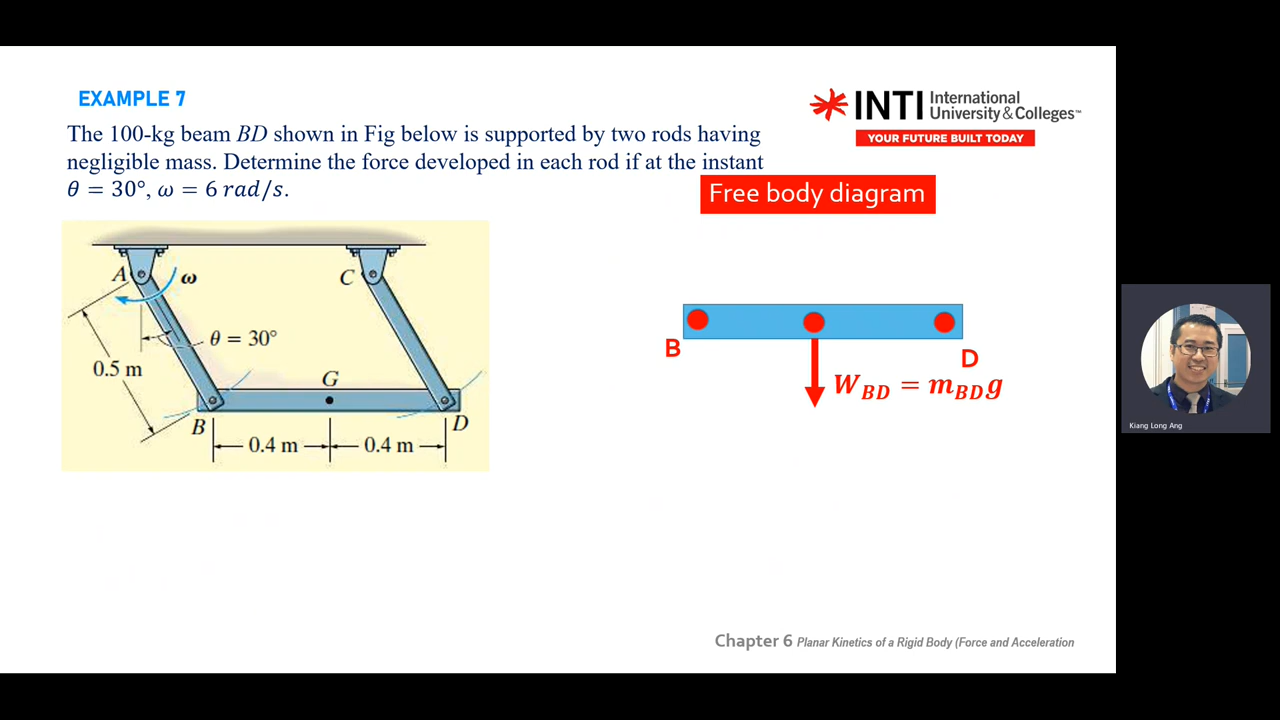 EXAMPLE 7
INTI International University & Colleges™
YOUR FUTURE BUILT TODAY
The 100-kg beam BD shown in Fig below is supported by two rods having
negligible mass. Determine the force developed in each rod if at the instant
θ = 30°, ω = 6 rad/s.
Free body diagram
A
ω
C
θ = 30°
0.5 m
G
B
D
0.4 m
0.4 m
B
D
W_BD = m_BD g
Kiang Long Ang
Chapter 6 Planar Kinetics of a Rigid Body (Force and Acceleration